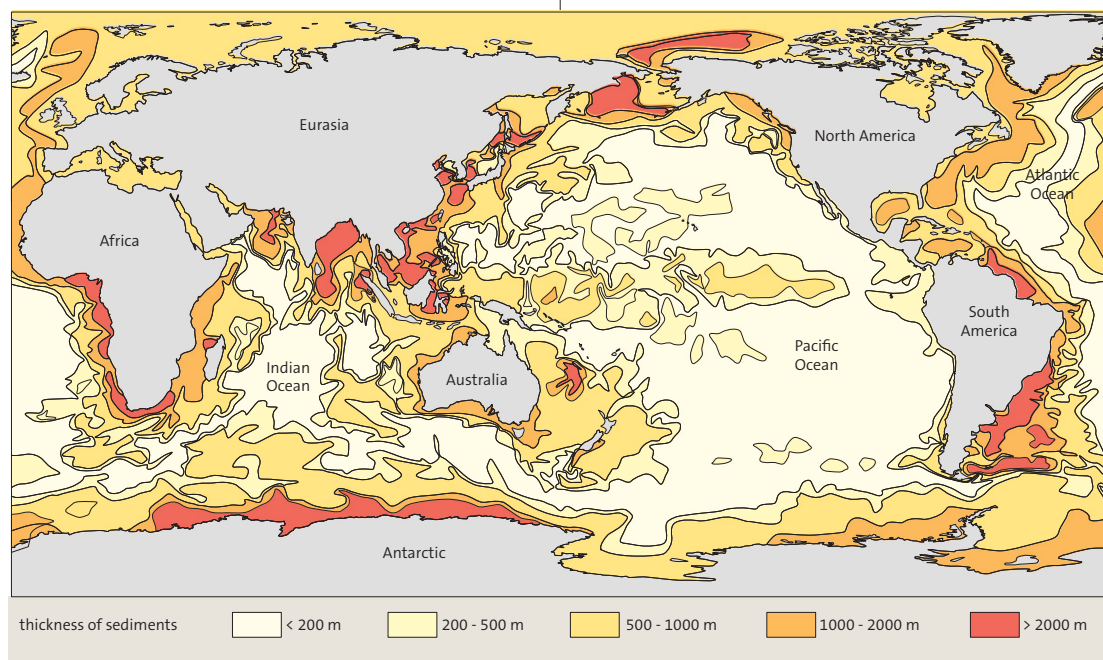 Eurasia
North America
Atlantic
Ocean
Africa
South
America
Pacific
Ocean
Indian
Ocean
Australia
Antarctic
thickness of sediments
< 200 m
200 - 500 m
500 - 1000 m
1000 - 2000 m
> 2000 m